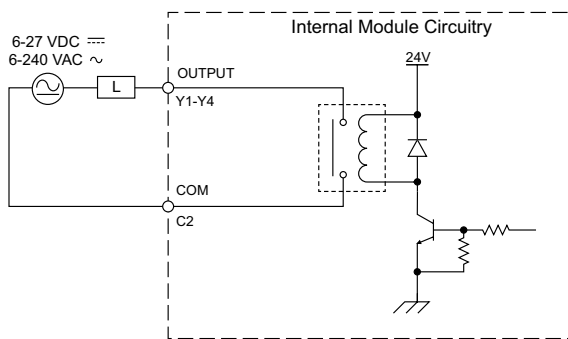 Internal Module Circuitry
6-27 VDC ⎓
6-240 VAC ∿
24V
L
OUTPUT
Y1-Y4
COM
C2